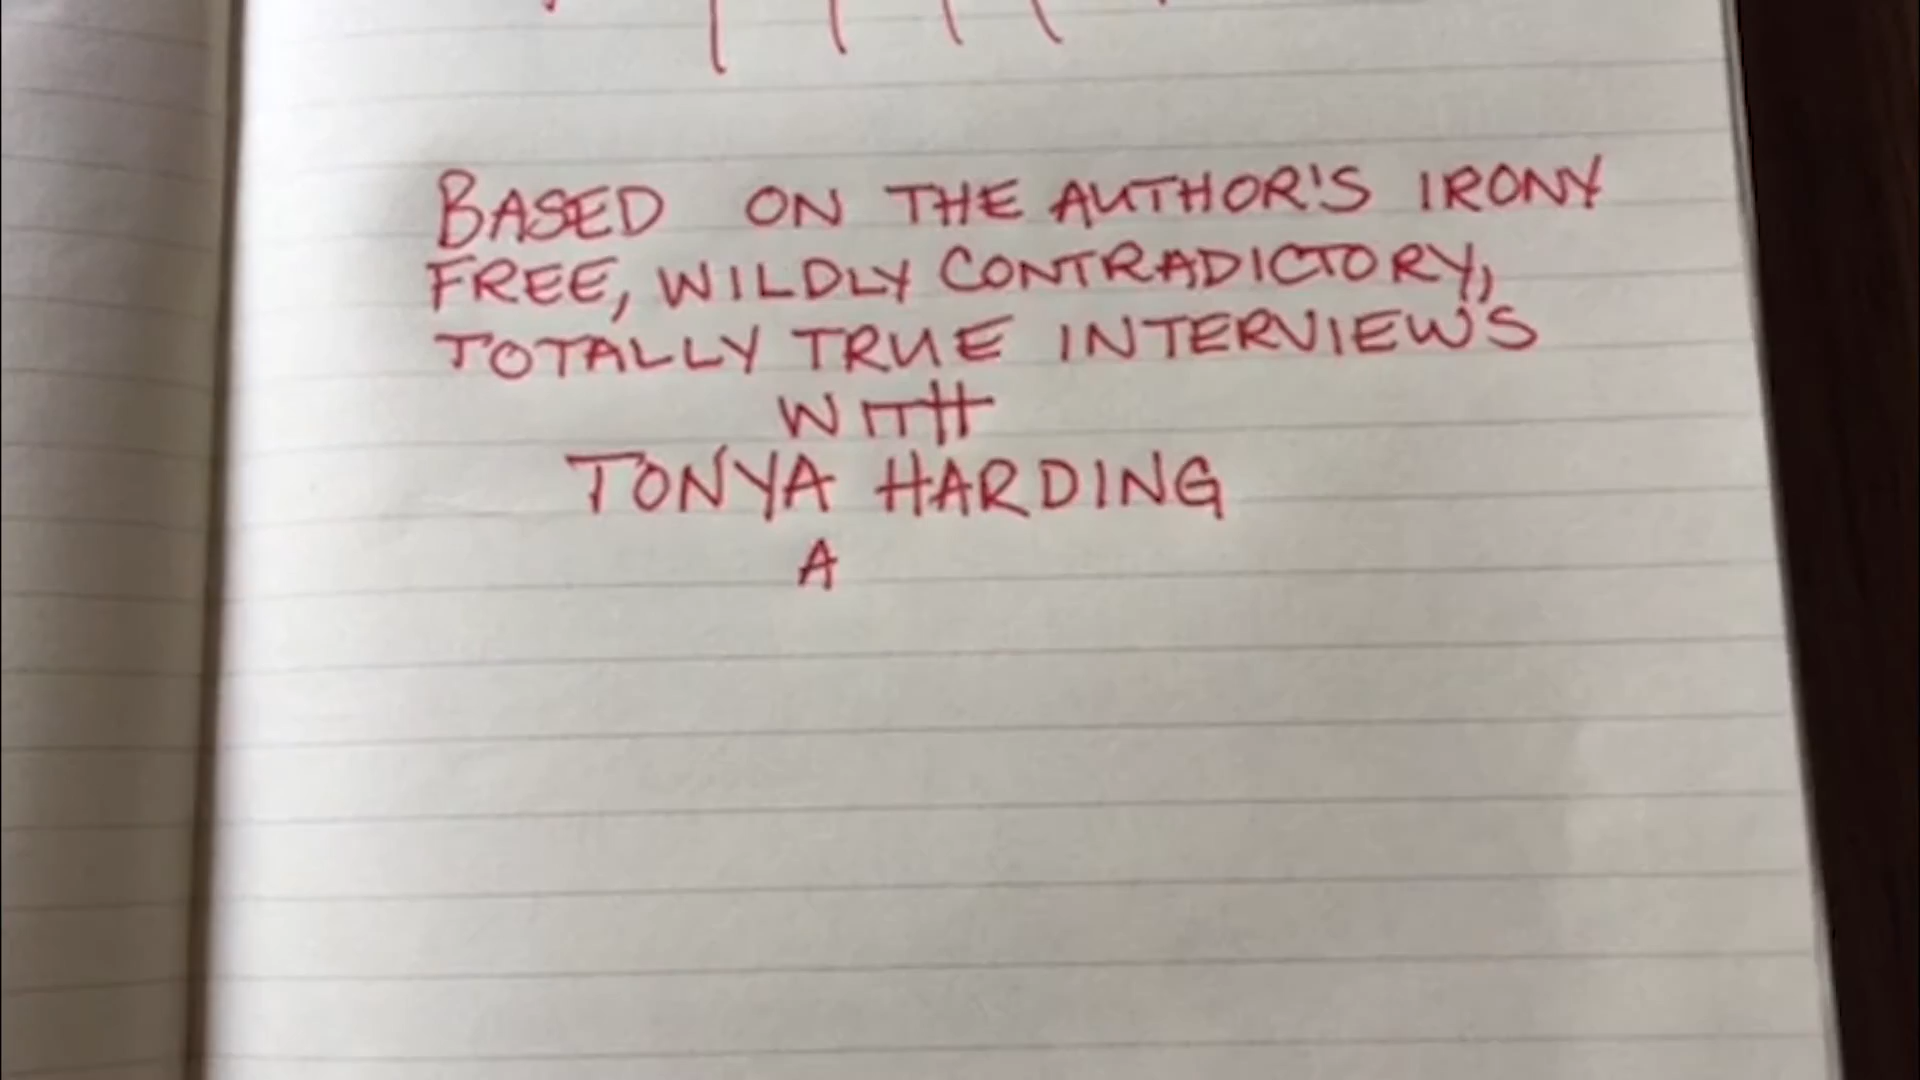 BASED ON THE AUTHOR'S IRONY
FREE, WILDLY CONTRADICTORY,
TOTALLY TRUE INTERVIEWS
WITH
TONYA HARDING
A